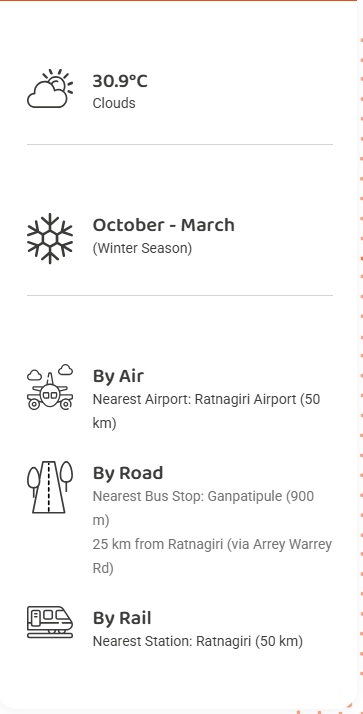 30.9°C
Clouds
October - March
(Winter Season)
By Air
Nearest Airport: Ratnagiri Airport (50
km)
By Road
Nearest Bus Stop: Ganpatipule (900
m)
25 km from Ratnagiri (via Arrey Warrey
Rd)
By Rail
Nearest Station: Ratnagiri (50 km)